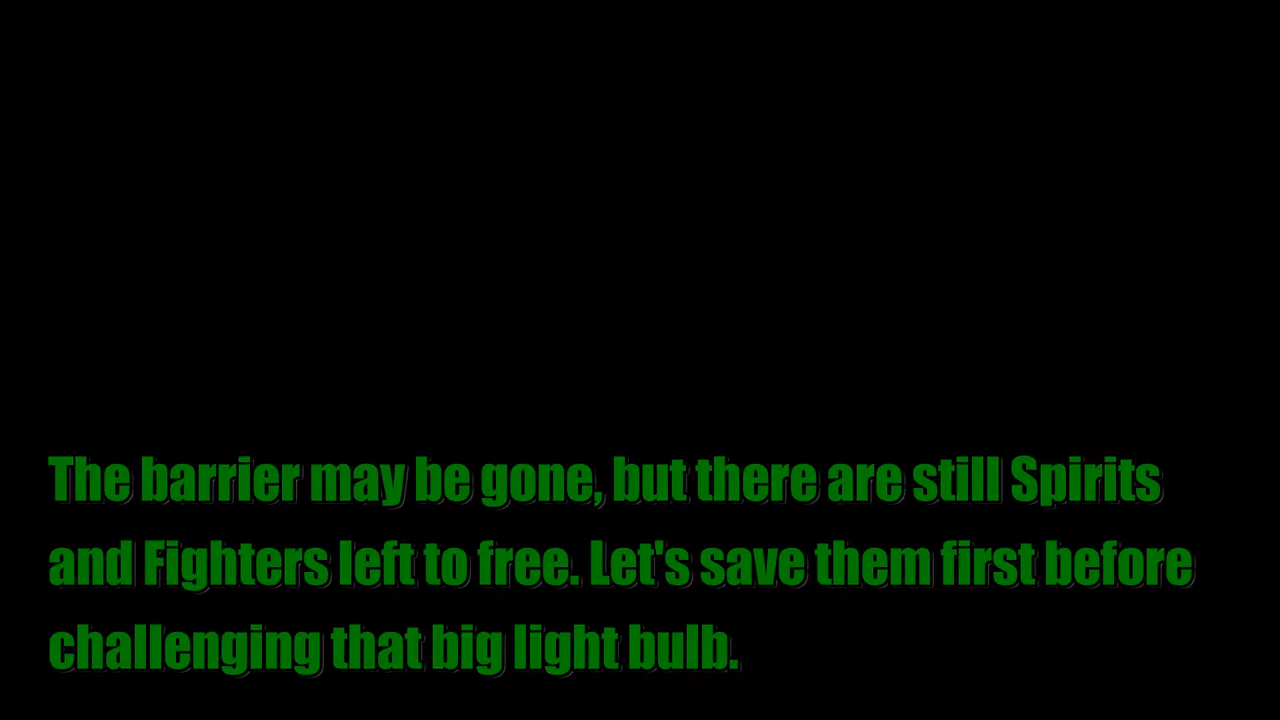 The barrier may be gone, but there are still Spirits
and Fighters left to free. Let's save them first before
challenging that big light bulb.